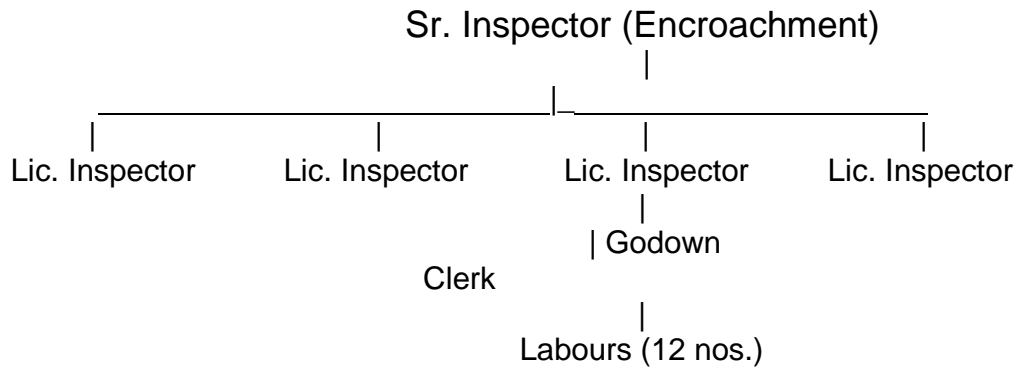 Sr. Inspector (Encroachment)
Lic. Inspector Lic. Inspector Lic. Inspector Lic. Inspector
| Godown
Clerk
Labours (12 nos.)